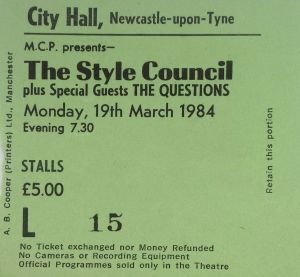 City Hall, Newcastle-upon-Tyne
M.C.P. presents—
The Style Council
plus Special Guests THE QUESTIONS
Monday, 19th March 1984
Evening 7.30
STALLS
£5.00
L 15
No Ticket exchanged nor Money Refunded
No Cameras or Recording Equipment
Official Programmes sold only in the Theatre
A. B. Cooper (Printers) Ltd., Manchester
Retain this portion